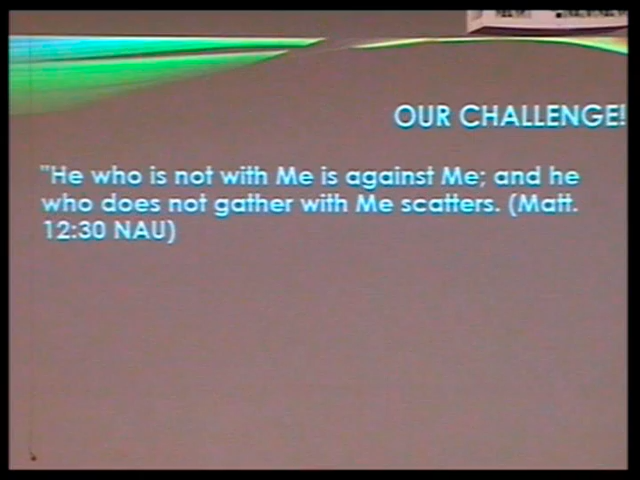 OUR CHALLENGE!
"He who is not with Me is against Me; and he
who does not gather with Me scatters. (Matt.
12:30 NAU)